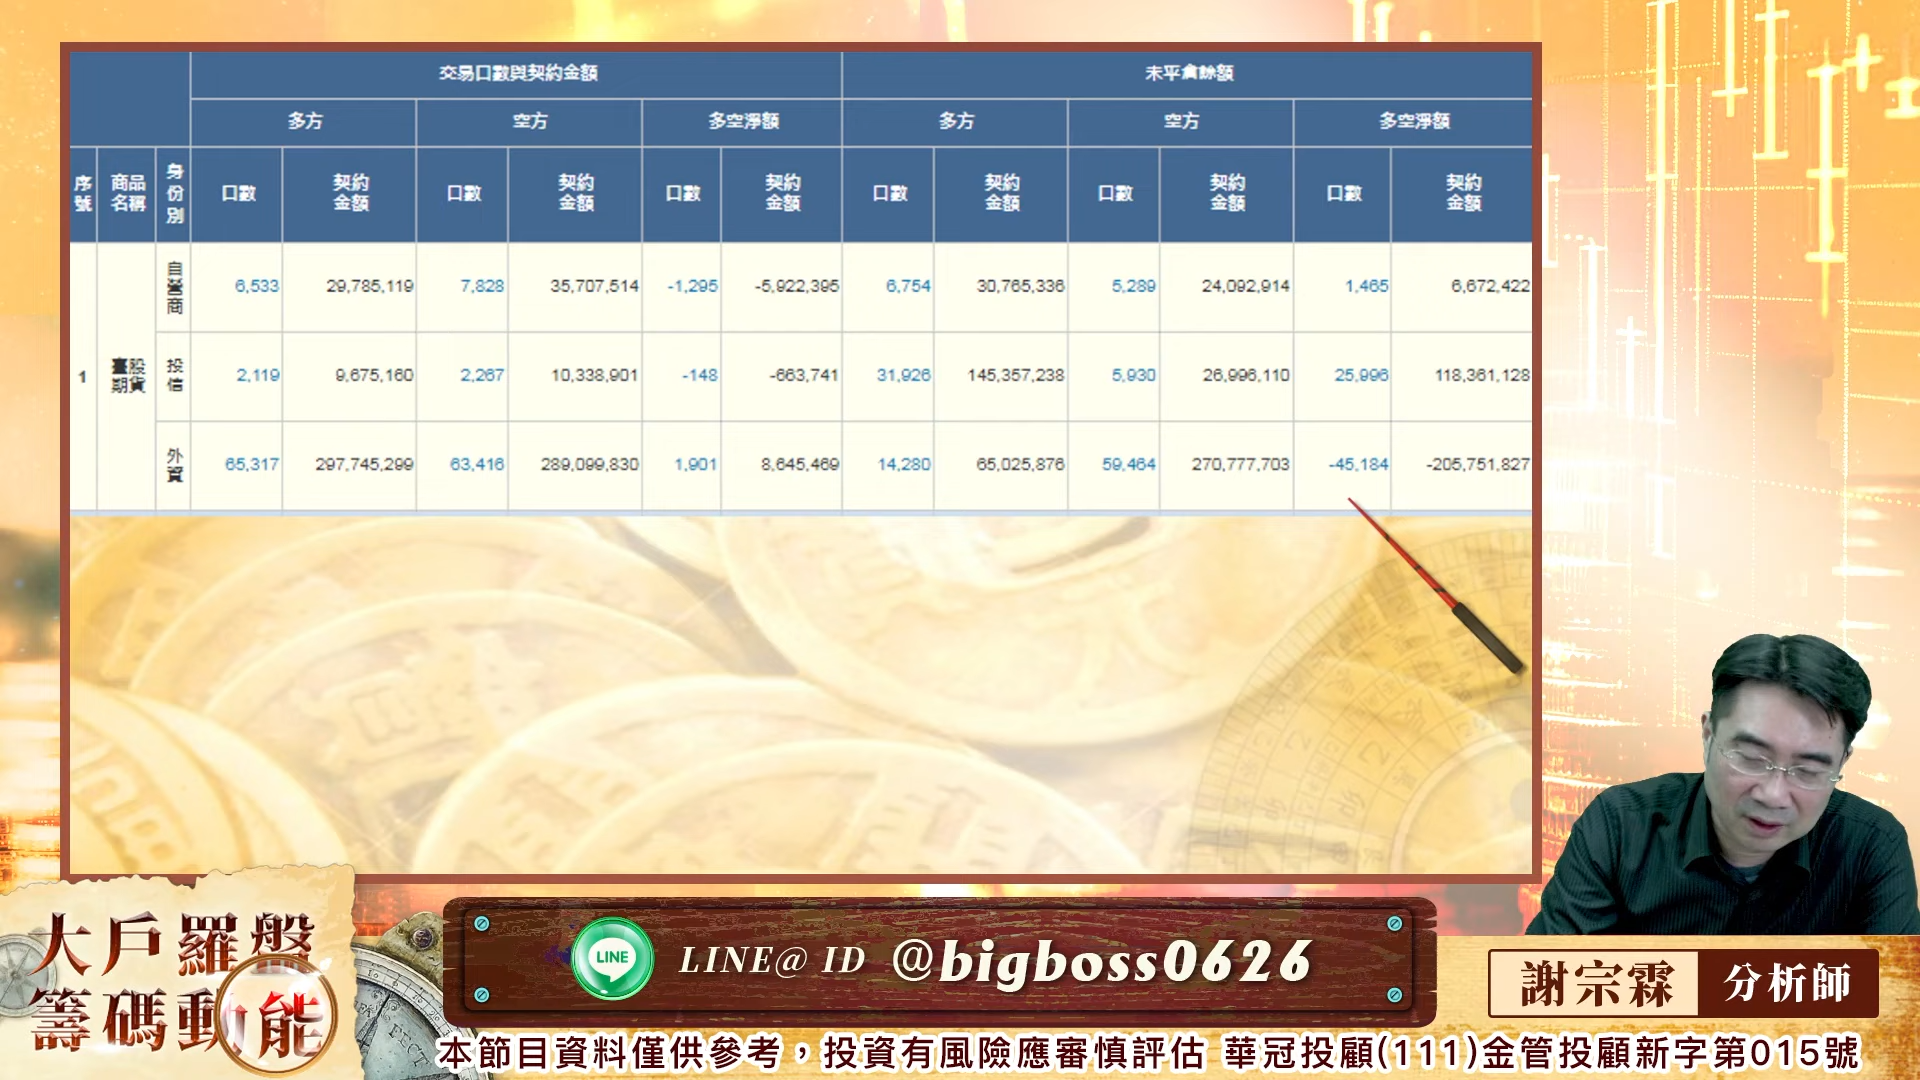 交易口數與契約金額 未平倉餘額
多方 空方 多空淨額 多方 空方 多空淨額
序號 商品名稱 身份別 口數 契約金額 口數 契約金額 口數 契約金額 口數 契約金額 口數 契約金額 口數 契約金額
1 臺股期貨
自營商 6,533 29,785,119 7,828 35,707,514 -1,295 -5,922,395 6,754 30,765,336 5,289 24,092,914 1,465 6,672,422
投信 2,119 9,675,160 2,267 10,338,901 -148 -663,741 31,926 145,357,238 5,930 26,996,110 25,996 118,361,128
外資 65,317 297,745,299 63,416 289,099,830 1,901 8,645,469 14,280 65,025,876 59,464 270,777,703 -45,184 -205,751,827
大戶羅盤
籌碼動能
LINE
LINE@ ID @bigboss0626
謝宗霖 分析師
本節目資料僅供參考，投資有風險應審慎評估 華冠投顧(111)金管投顧新字第015號